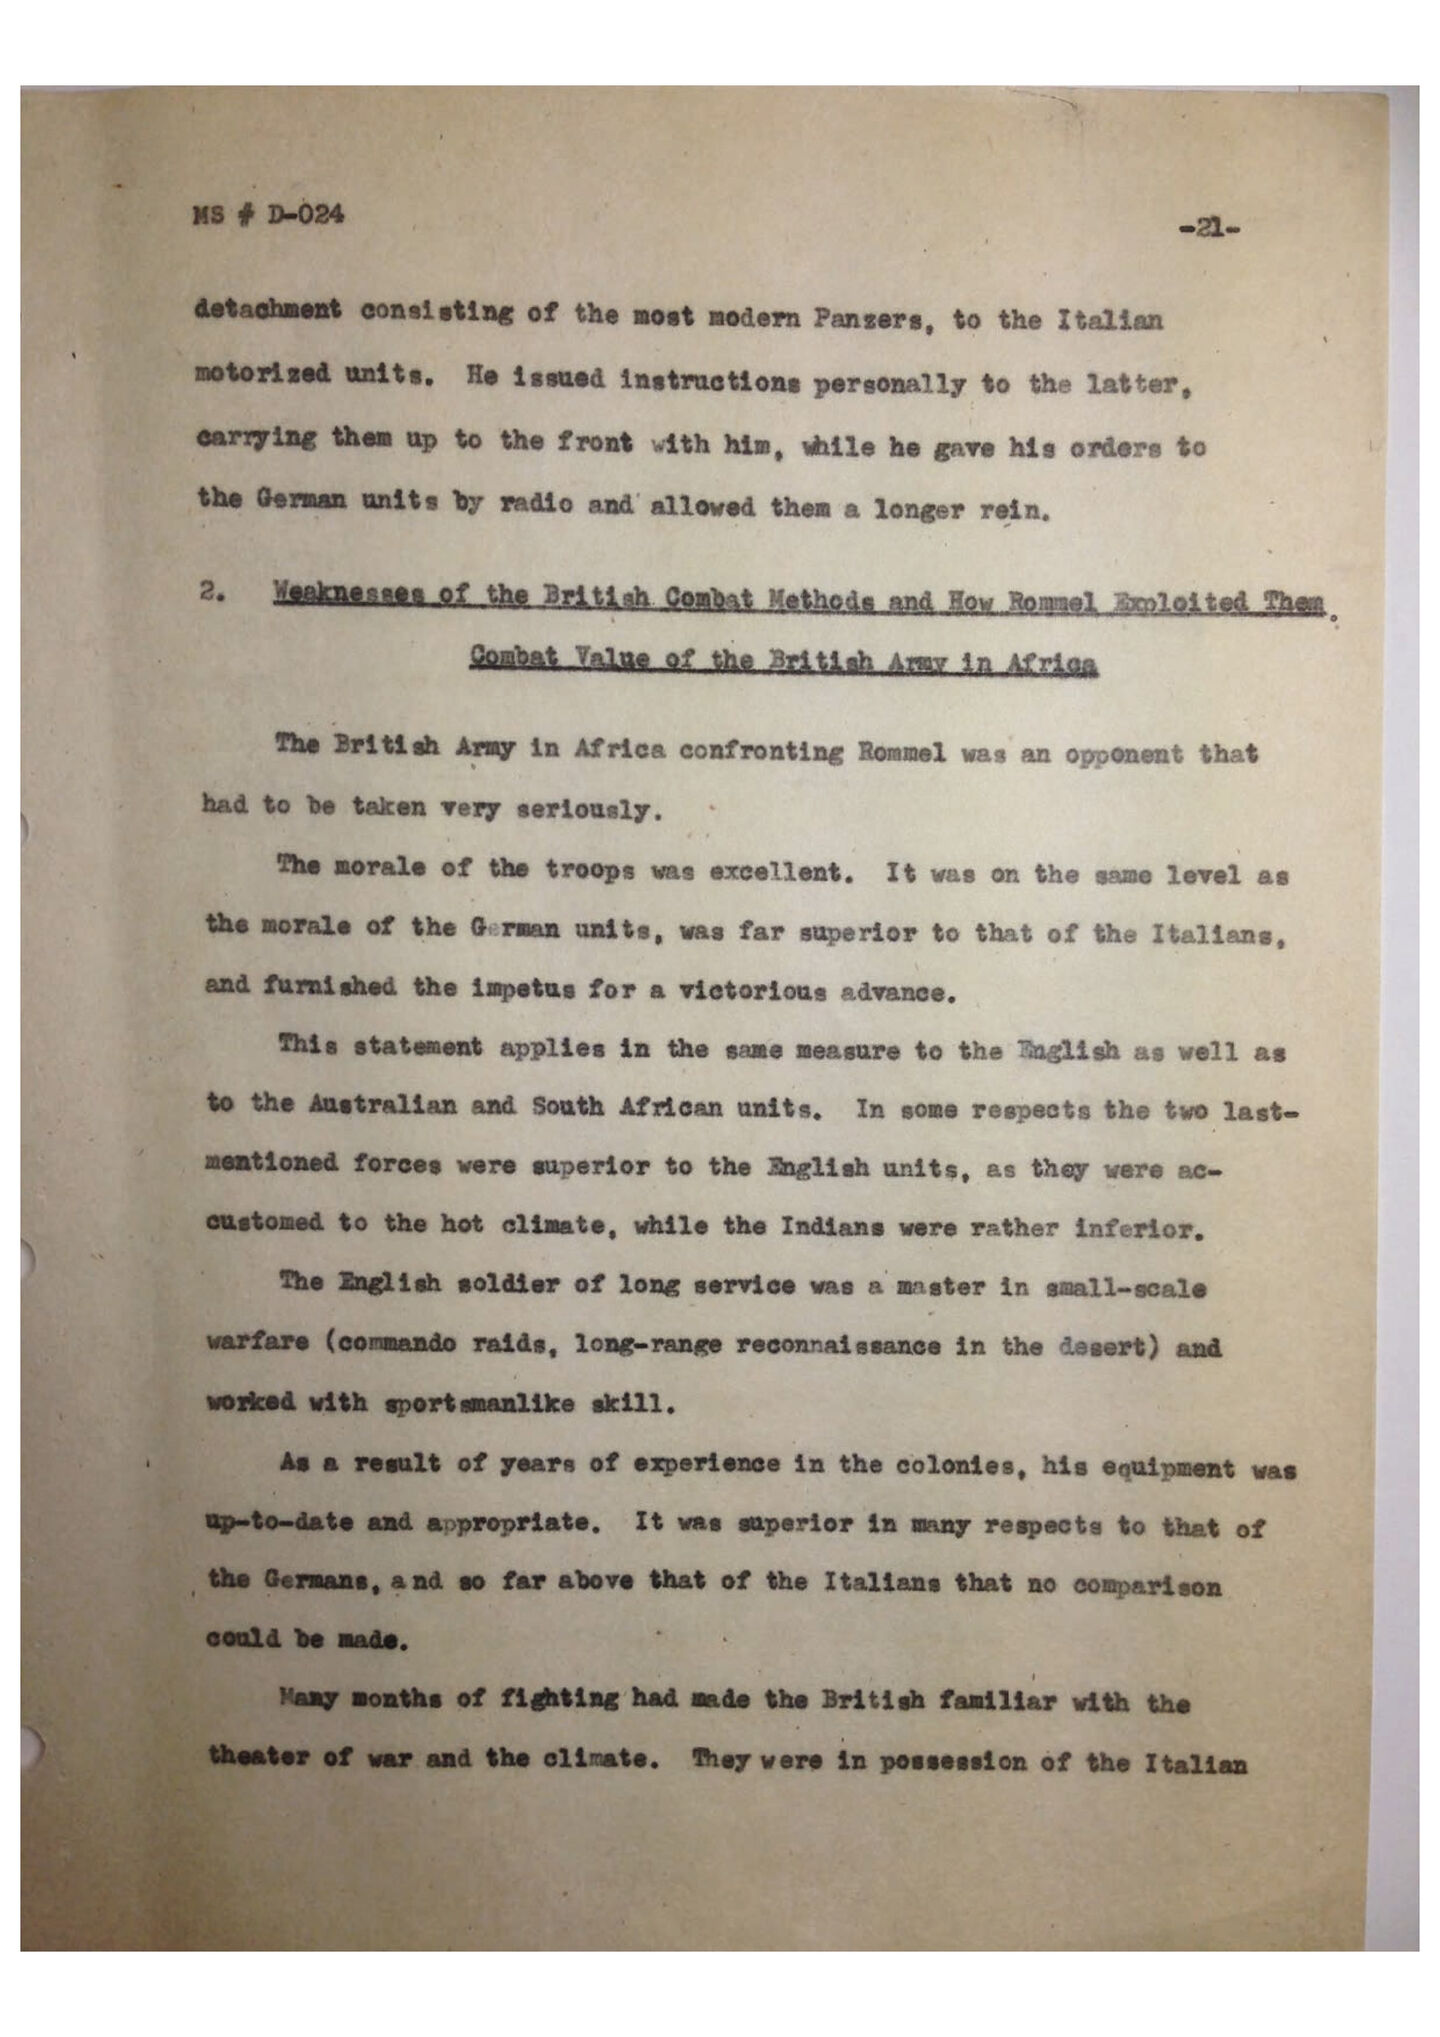 MS # D-024
-21-
detachment consisting of the most modern Panzers, to the Italian
motorized units. He issued instructions personally to the latter,
carrying them up to the front with him, while he gave his orders to
the German units by radio and allowed them a longer rein.
2. Weaknesses of the British Combat Methods and How Rommel Exploited Them.
Combat Value of the British Army in Africa
The British Army in Africa confronting Rommel was an opponent that
had to be taken very seriously.
The morale of the troops was excellent. It was on the same level as
the morale of the German units, was far superior to that of the Italians,
and furnished the impetus for a victorious advance.
This statement applies in the same measure to the English as well as
to the Australian and South African units. In some respects the two last-
mentioned forces were superior to the English units, as they were ac-
customed to the hot climate, while the Indians were rather inferior.
The English soldier of long service was a master in small-scale
warfare (commando raids, long-range reconnaissance in the desert) and
worked with sportsmanlike skill.
As a result of years of experience in the colonies, his equipment was
up-to-date and appropriate. It was superior in many respects to that of
the Germans, and so far above that of the Italians that no comparison
could be made.
Many months of fighting had made the British familiar with the
theater of war and the climate. They were in possession of the Italian